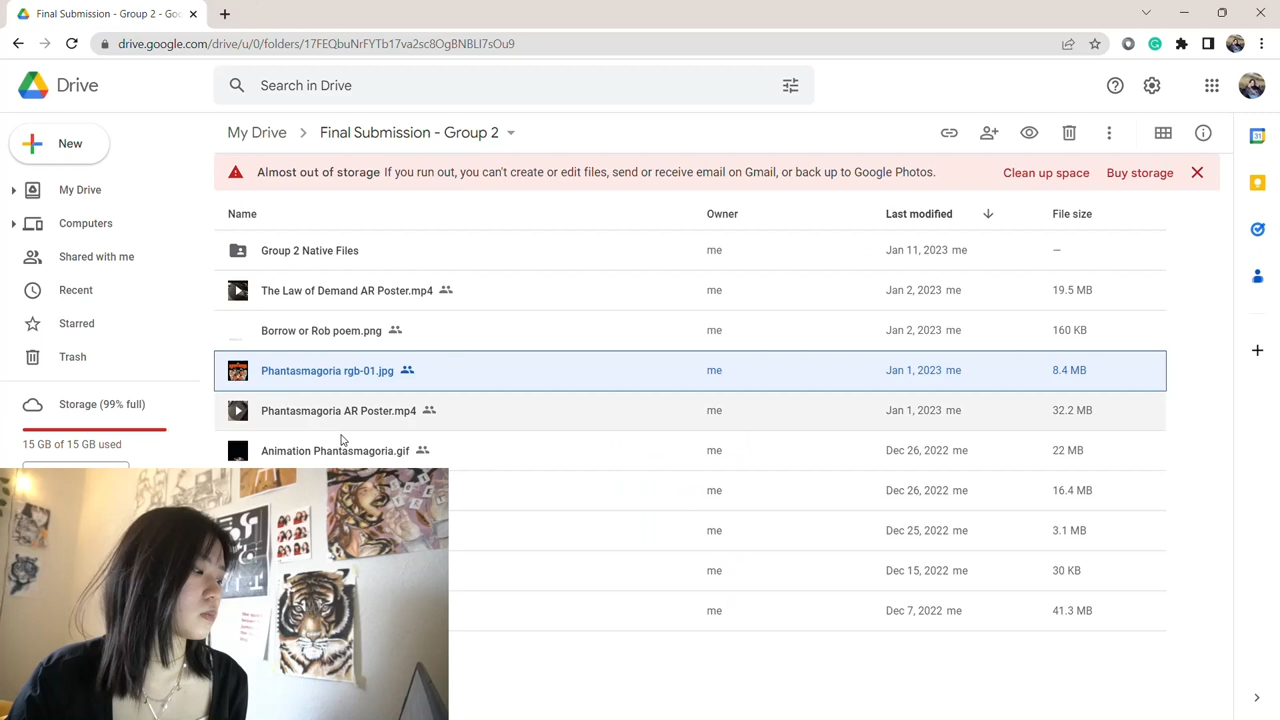 Final Submission - Group 2 - Goo
drive.google.com/drive/u/0/folders/17FEQbuNrFYTb17va2sc8OgBNBLI7sOu9
Drive
Search in Drive
New
My Drive
Computers
Shared with me
Recent
Starred
Trash
Storage (99% full)
15 GB of 15 GB used
My Drive > Final Submission - Group 2
Almost out of storage If you run out, you can't create or edit files, send or receive email on Gmail, or back up to Google Photos. Clean up space Buy storage
Name Owner Last modified File size
Group 2 Native Files me Jan 11, 2023 me —
The Law of Demand AR Poster.mp4 me Jan 2, 2023 me 19.5 MB
Borrow or Rob poem.png me Jan 2, 2023 me 160 KB
Phantasmagoria rgb-01.jpg me Jan 1, 2023 me 8.4 MB
Phantasmagoria AR Poster.mp4 me Jan 1, 2023 me 32.2 MB
Animation Phantasmagoria.gif me Dec 26, 2022 me 22 MB
me Dec 26, 2022 me 16.4 MB
me Dec 25, 2022 me 3.1 MB
me Dec 15, 2022 me 30 KB
me Dec 7, 2022 me 41.3 MB
31